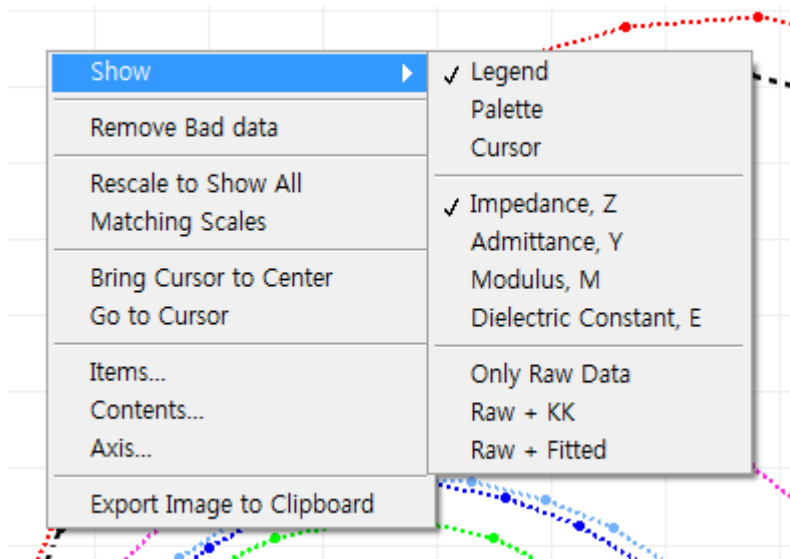 Show
Remove Bad data
Rescale to Show All
Matching Scales
Bring Cursor to Center
Go to Cursor
Items...
Contents...
Axis...
Export Image to Clipboard
Legend
Palette
Cursor
Impedance, Z
Admittance, Y
Modulus, M
Dielectric Constant, E
Only Raw Data
Raw + KK
Raw + Fitted